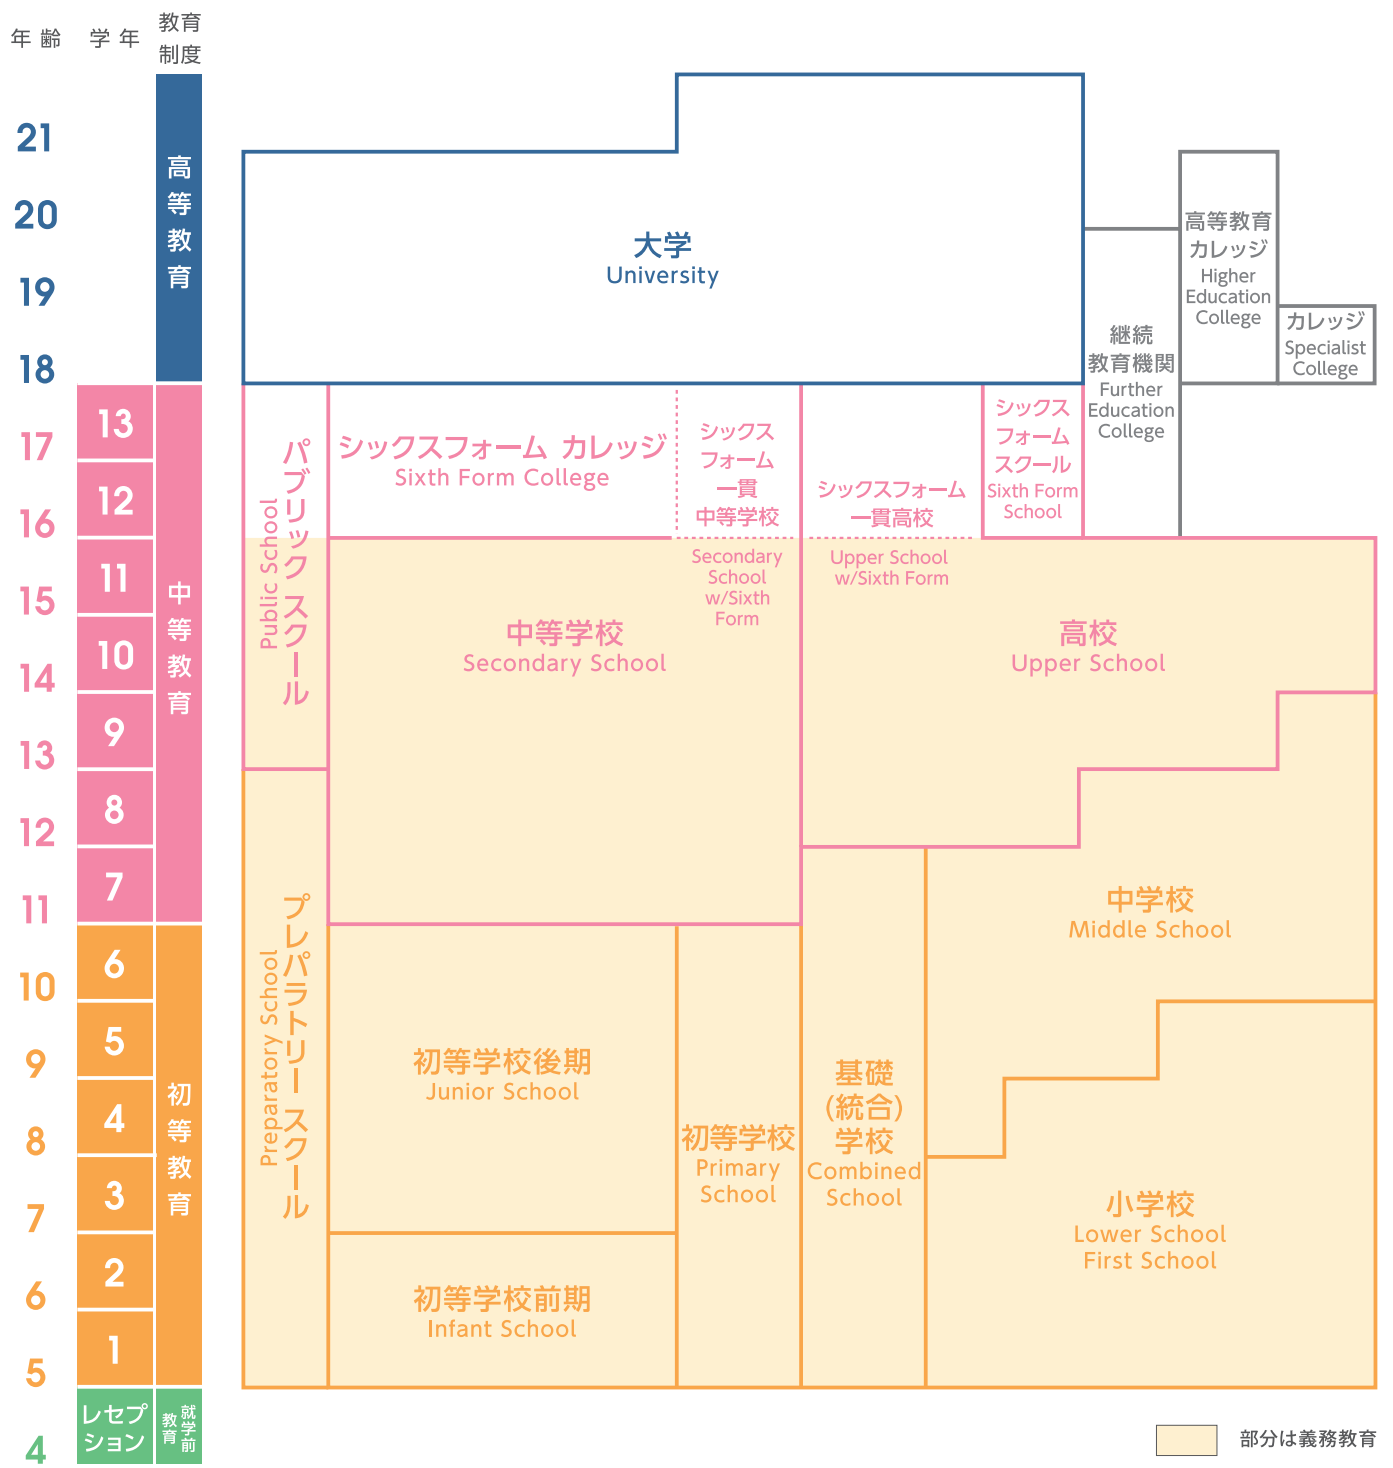 年齢
学年
教育
制度
21
20
19
18
17
16
15
14
13
12
11
10
9
8
7
6
5
4
13
12
11
10
9
8
7
6
5
4
3
2
1
レセプ
ション
高等教育
中等教育
初等教育
就学前
教育
大学
University
高等教育
カレッジ
Higher
Education
College
カレッジ
Specialist
College
継続
教育機関
Further
Education
College
パブリック スクール
Public School
シックスフォーム カレッジ
Sixth Form College
シックス
フォーム
一貫
中等学校
Secondary
School
w/Sixth
Form
シックスフォーム
一貫高校
Upper School
w/Sixth Form
シックス
フォーム
スクール
Sixth Form
School
中等学校
Secondary School
高校
Upper School
プレパラトリー スクール
Preparatory School
初等学校後期
Junior School
初等学校前期
Infant School
初等学校
Primary
School
基礎
(統合)
学校
Combined
School
中学校
Middle School
小学校
Lower School
First School
部分は義務教育